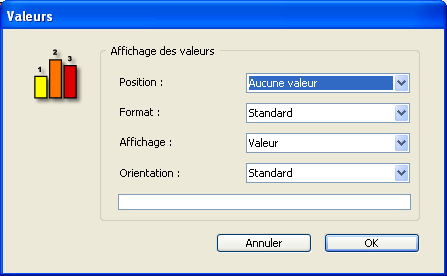 Valeurs
1 2 3
Affichage des valeurs
Position : Aucune valeur
Format : Standard
Affichage : Valeur
Orientation : Standard
Annuler OK